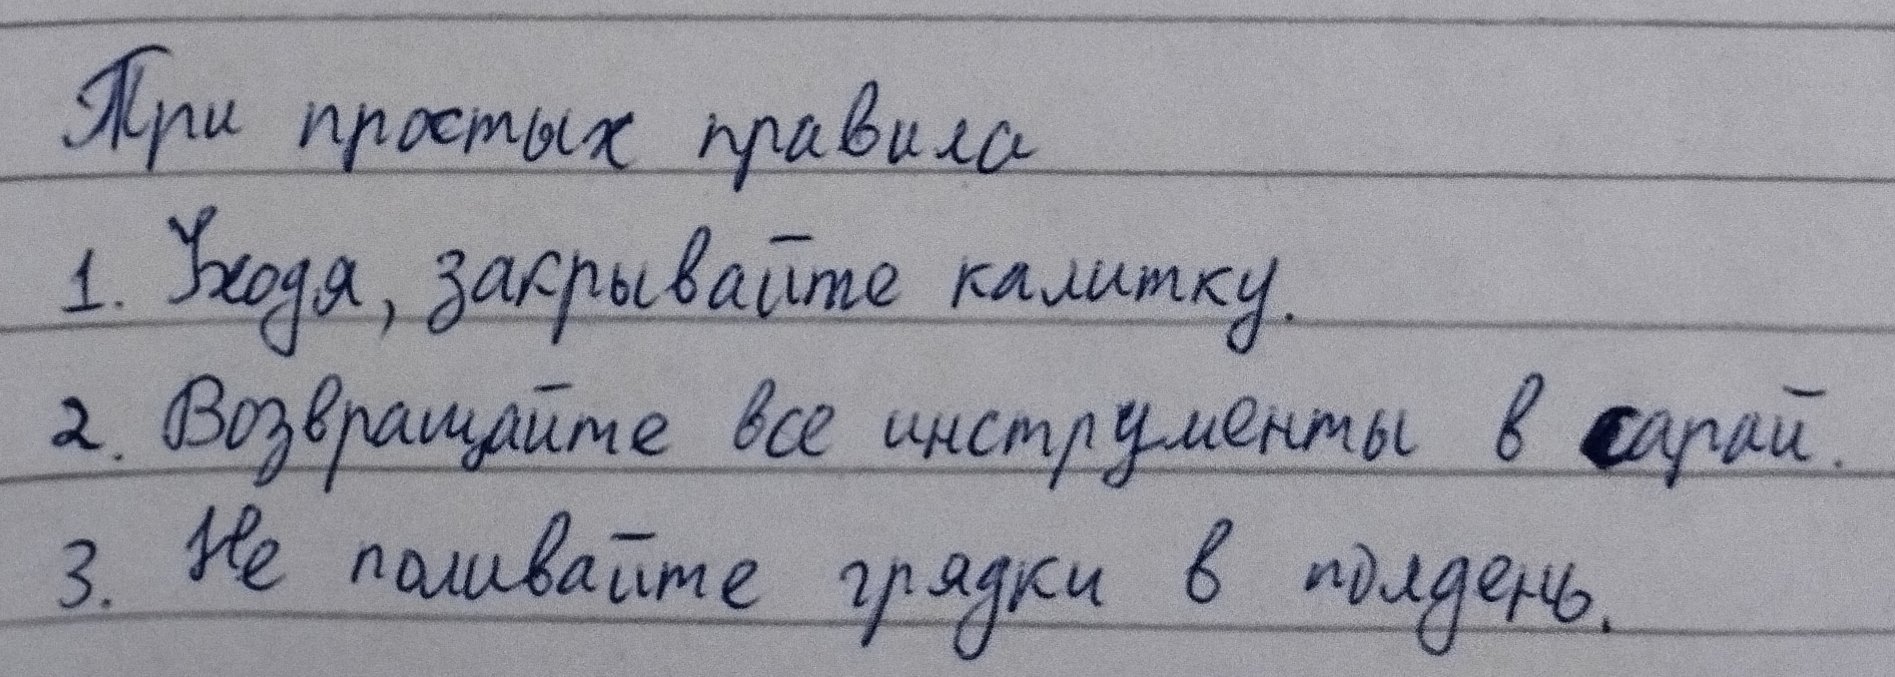 Три простых правила
1. Уходя, закрывайте калитку.
2. Возвращайте все инструменты в сарай.
3. Не поливайте грядки в полдень.